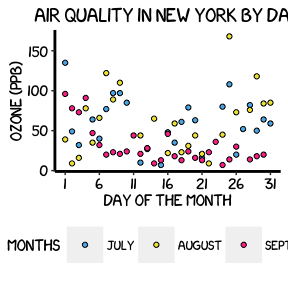 AIR QUALITY IN NEW YORK BY DA
OZONE (PPB)
150
100
50
0
1 6 11 16 21 26 31
DAY OF THE MONTH
MONTHS JULY AUGUST SEPT